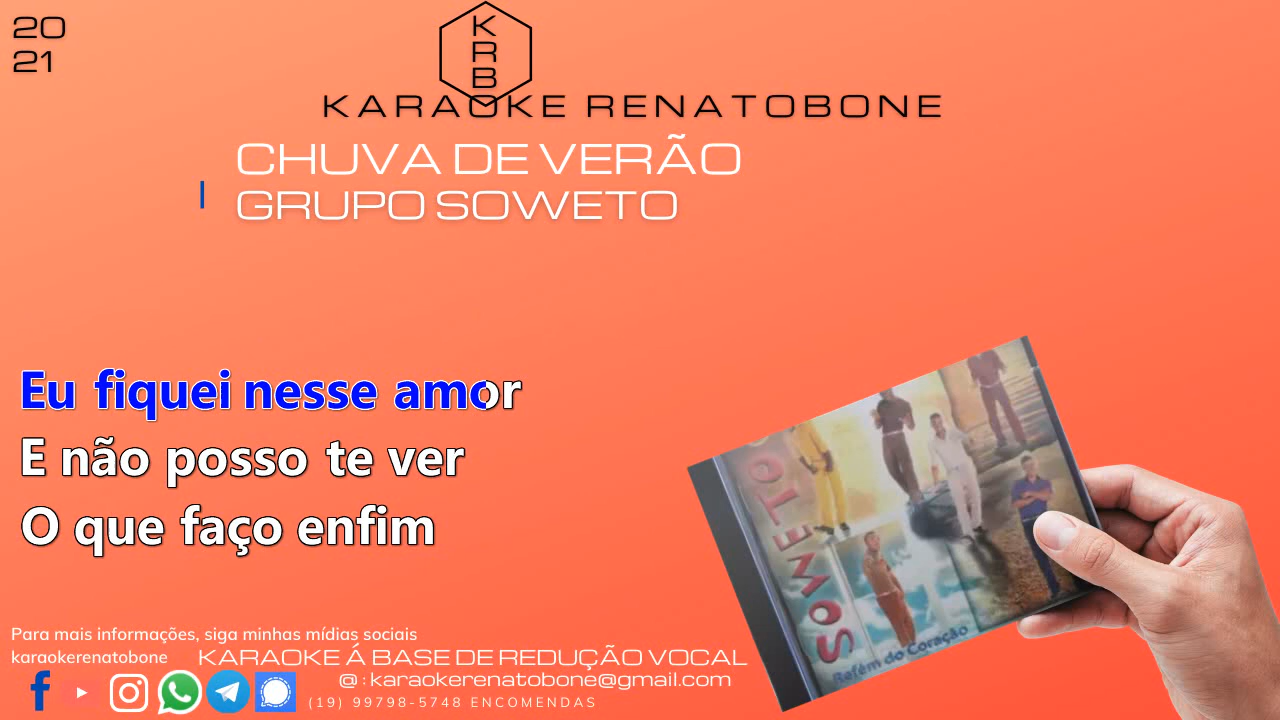 20
21
K
R
B
KARAOKE RENATOBONE
CHUVA DE VERÃO
GRUPO SOWETO
Eu fiquei nesse amor
E não posso te ver
O que faço enfim
SOWETO
Refém do Coração
Para mais informações, siga minhas mídias sociais
karaokerenatobone
KARAOKE Á BASE DE REDUÇÃO VOCAL
@:karaokerenatobone@gmail.com
(19) 99798-5748 ENCOMENDAS